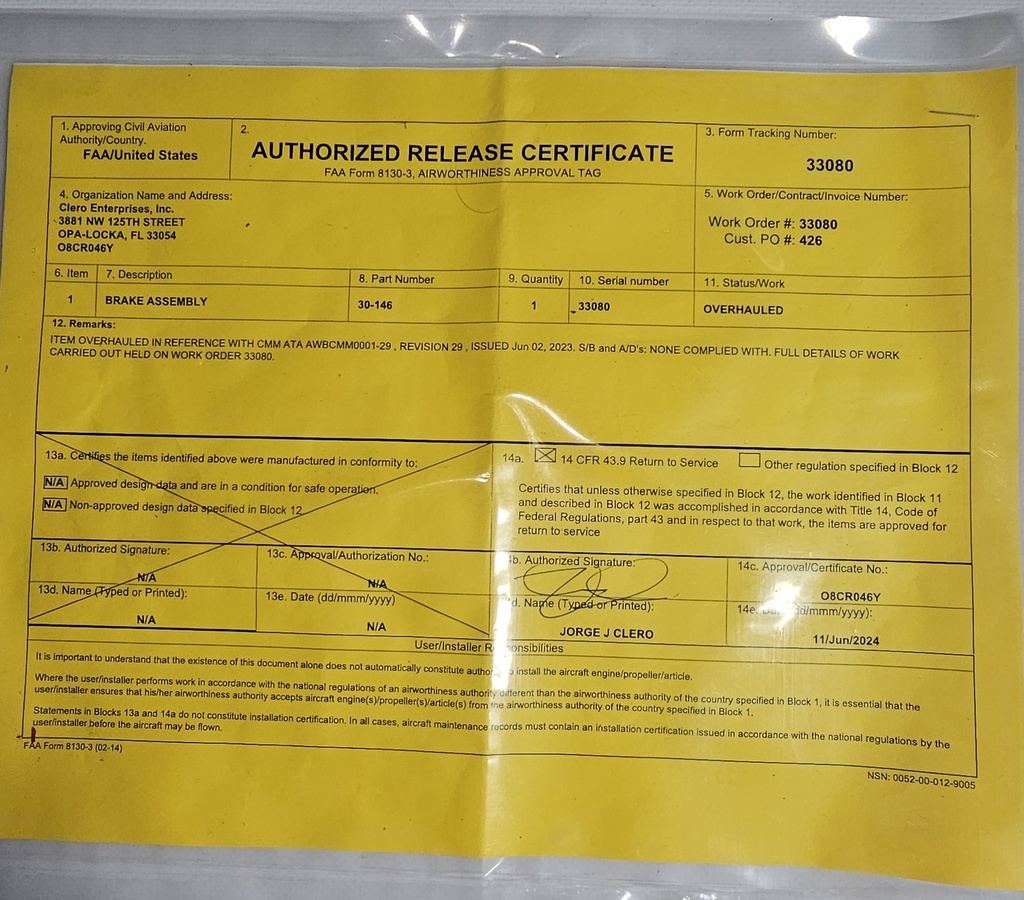 1. Approving Civil Aviation
Authority/Country.
FAA/United States
2.
AUTHORIZED RELEASE CERTIFICATE
FAA Form 8130-3, AIRWORTHINESS APPROVAL TAG
3. Form Tracking Number:
33080
4. Organization Name and Address:
Clero Enterprises, Inc.
3881 NW 125TH STREET
OPA-LOCKA, FL 33054
O8CR046Y
5. Work Order/Contract/Invoice Number:
Work Order #: 33080
Cust. PO #: 426
6. Item
7. Description
8. Part Number
9. Quantity
10. Serial number
11. Status/Work
1
BRAKE ASSEMBLY
30-146
1
33080
OVERHAULED
12. Remarks:
ITEM OVERHAULED IN REFERENCE WITH CMM ATA AWBCMM0001-29 , REVISION 29 , ISSUED Jun 02, 2023. S/B and A/D's: NONE COMPLIED WITH. FULL DETAILS OF WORK
CARRIED OUT HELD ON WORK ORDER 33080.
13a. Certifies the items identified above were manufactured in conformity to:
N/A Approved design data and are in a condition for safe operation.
N/A Non-approved design data specified in Block 12.
14a. 14 CFR 43.9 Return to Service
Other regulation specified in Block 12
Certifies that unless otherwise specified in Block 12, the work identified in Block 11
and described in Block 12 was accomplished in accordance with Title 14, Code of
Federal Regulations, part 43 and in respect to that work, the items are approved for
return to service
13b. Authorized Signature:
N/A
13c. Approval/Authorization No.:
N/A
Authorized Signature:
14c. Approval/Certificate No.:
O8CR046Y
13d. Name (Typed or Printed):
N/A
13e. Date (dd/mmm/yyyy)
N/A
Name (Typed or Printed):
JORGE J CLERO
14e. (dd/mmm/yyyy):
11/Jun/2024
User/Installer Responsibilities
It is important to understand that the existence of this document alone does not automatically constitute authority to install the aircraft engine/propeller/article.
Where the user/installer performs work in accordance with the national regulations of an airworthiness authority different than the airworthiness authority of the country specified in Block 1, it is essential that the
user/installer ensures that his/her airworthiness authority accepts aircraft engine(s)/propeller(s)/article(s) from the airworthiness authority of the country specified in Block 1.
Statements in Blocks 13a and 14a do not constitute installation certification. In all cases, aircraft maintenance records must contain an installation certification issued in accordance with the national regulations by the
user/installer before the aircraft may be flown.
FAA Form 8130-3 (02-14)
NSN: 0052-00-012-9005